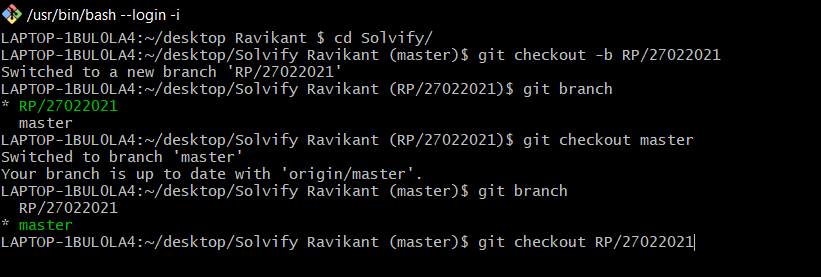 /usr/bin/bash --login -i
LAPTOP-1BUL0LA4:~/desktop Ravikant $ cd Solvify/
LAPTOP-1BUL0LA4:~/desktop/Solvify Ravikant (master)$ git checkout -b RP/27022021
Switched to a new branch 'RP/27022021'
LAPTOP-1BUL0LA4:~/desktop/Solvify Ravikant (RP/27022021)$ git branch
* RP/27022021
  master
LAPTOP-1BUL0LA4:~/desktop/Solvify Ravikant (RP/27022021)$ git checkout master
Switched to branch 'master'
Your branch is up to date with 'origin/master'.
LAPTOP-1BUL0LA4:~/desktop/Solvify Ravikant (master)$ git branch
  RP/27022021
* master
LAPTOP-1BUL0LA4:~/desktop/Solvify Ravikant (master)$ git checkout RP/27022021